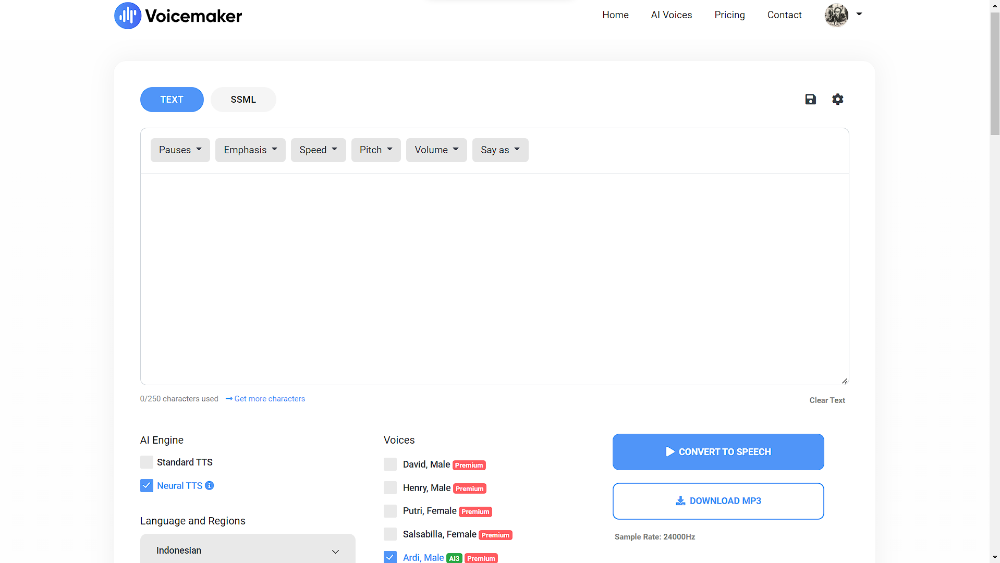 Voicemaker
Home AI Voices Pricing Contact
TEXT SSML
Pauses Emphasis Speed Pitch Volume Say as
0/250 characters used Get more characters
Clear Text
AI Engine
Standard TTS
Neural TTS
Language and Regions
Indonesian
Voices
David, Male Premium
Henry, Male Premium
Putri, Female Premium
Salsabilla, Female Premium
Ardi, Male AI3 Premium
CONVERT TO SPEECH
DOWNLOAD MP3
Sample Rate: 24000Hz